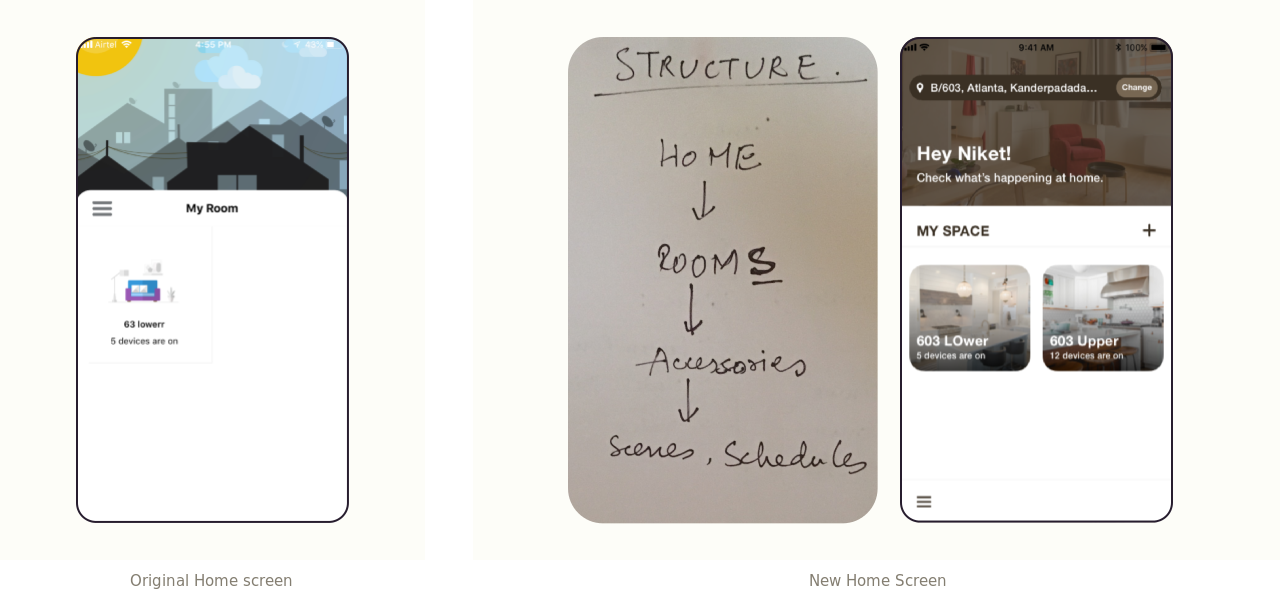 Airtel 4:55 PM 43%
My Room
63 lowerr
5 devices are on
Original Home screen
STRUCTURE.
HOME
ROOMS
Accessories
Scenes, Schedules
9:41 AM 100%
B/603, Atlanta, Kanderpadada... Change
Hey Niket!
Check what's happening at home.
MY SPACE +
603 LOwer
5 devices are on
603 Upper
12 devices are on
New Home Screen